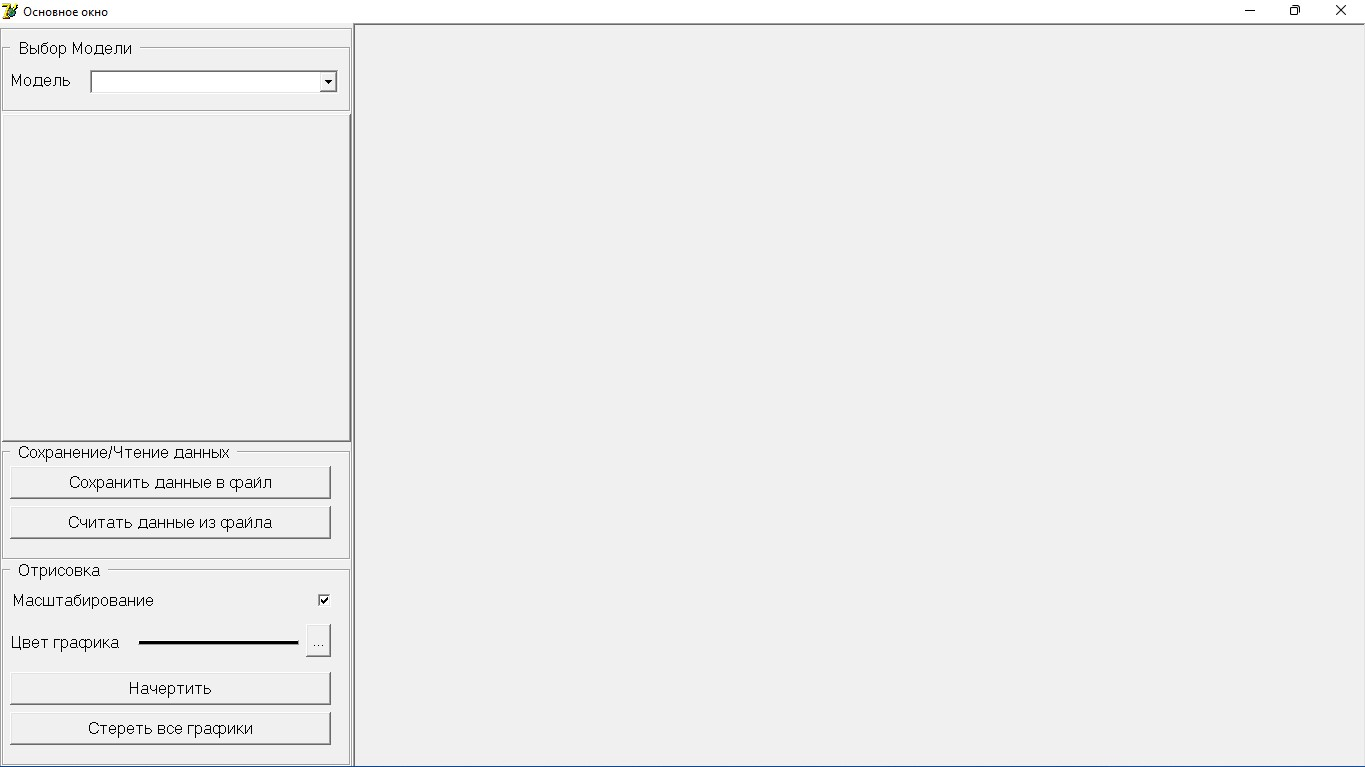 Основное окно
Выбор Модели
Модель
Сохранение/Чтение данных
Сохранить данные в файл
Считать данные из файла
Отрисовка
Масштабирование
Цвет графика
...
Начертить
Стереть все графики